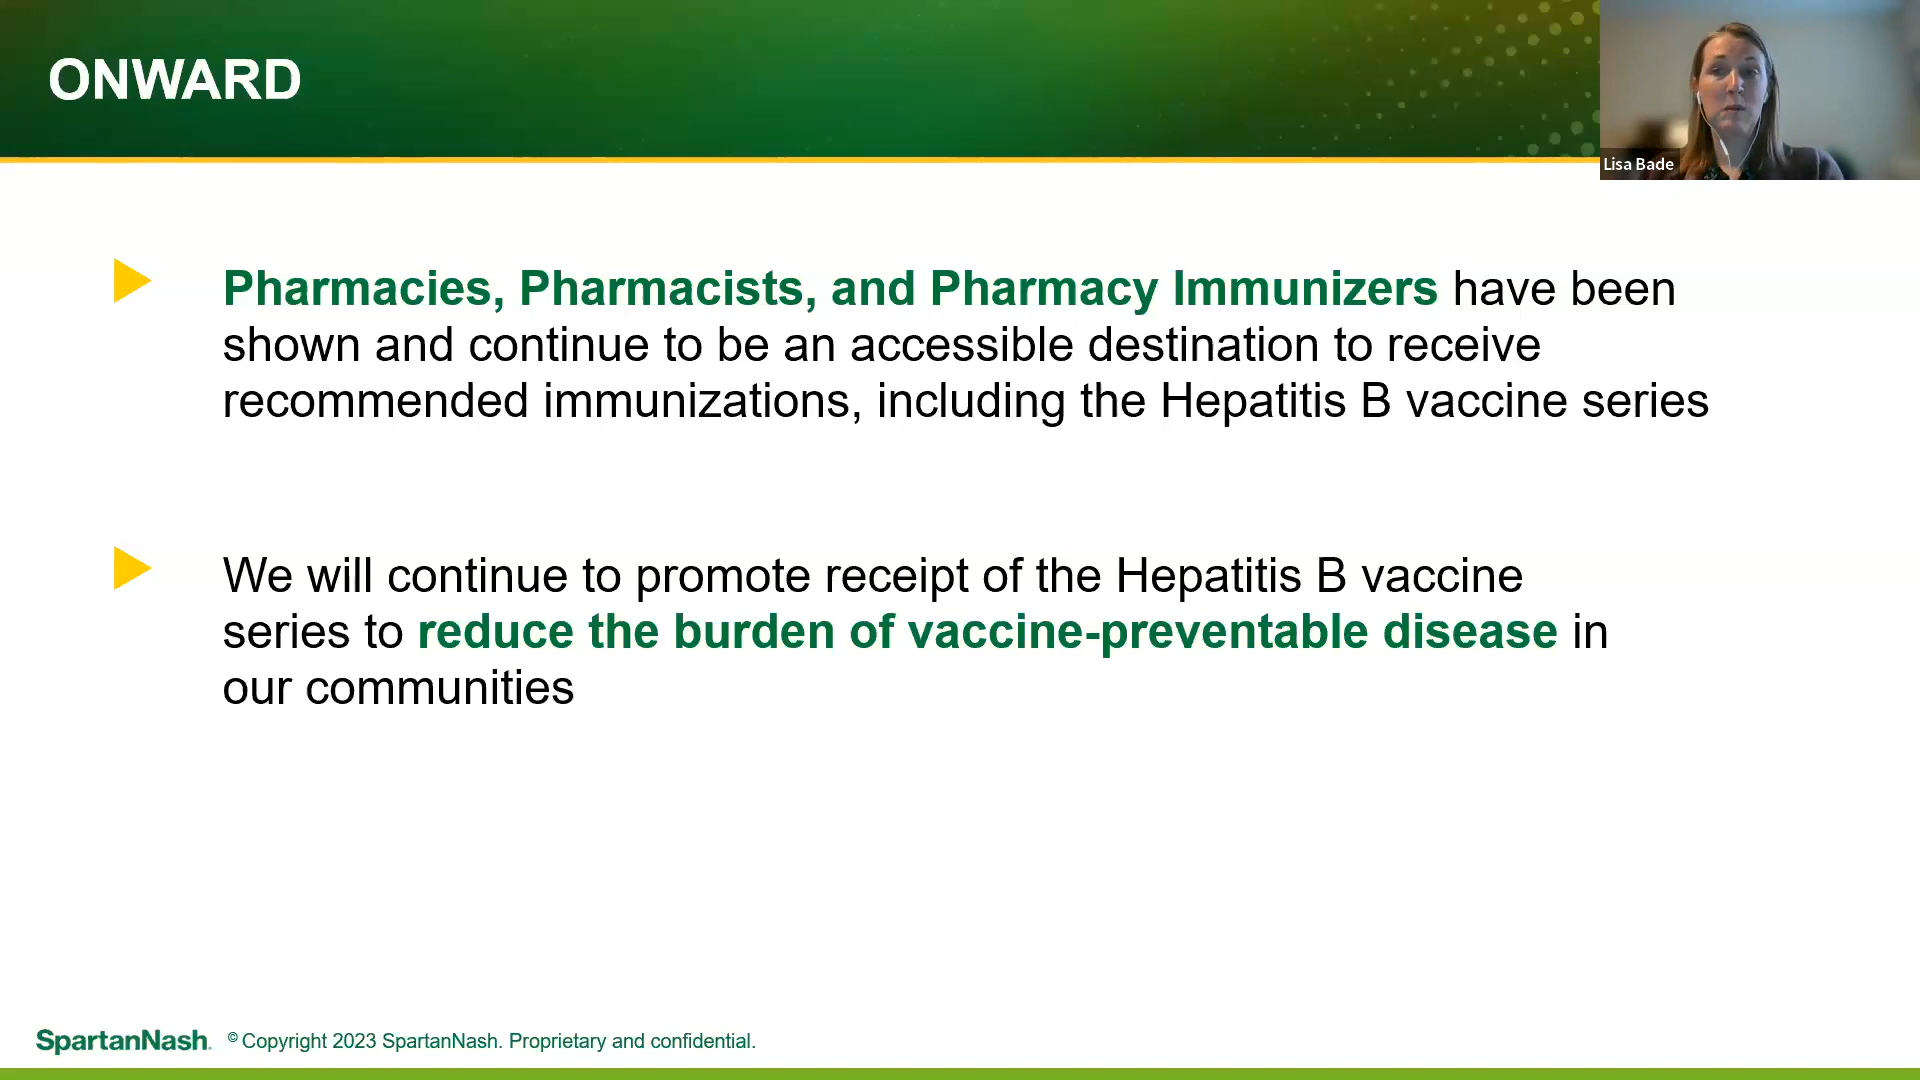 ONWARD
Lisa Bade
Pharmacies, Pharmacists, and Pharmacy Immunizers have been
shown and continue to be an accessible destination to receive
recommended immunizations, including the Hepatitis B vaccine series
We will continue to promote receipt of the Hepatitis B vaccine
series to reduce the burden of vaccine-preventable disease in
our communities
SpartanNash. © Copyright 2023 SpartanNash. Proprietary and confidential.